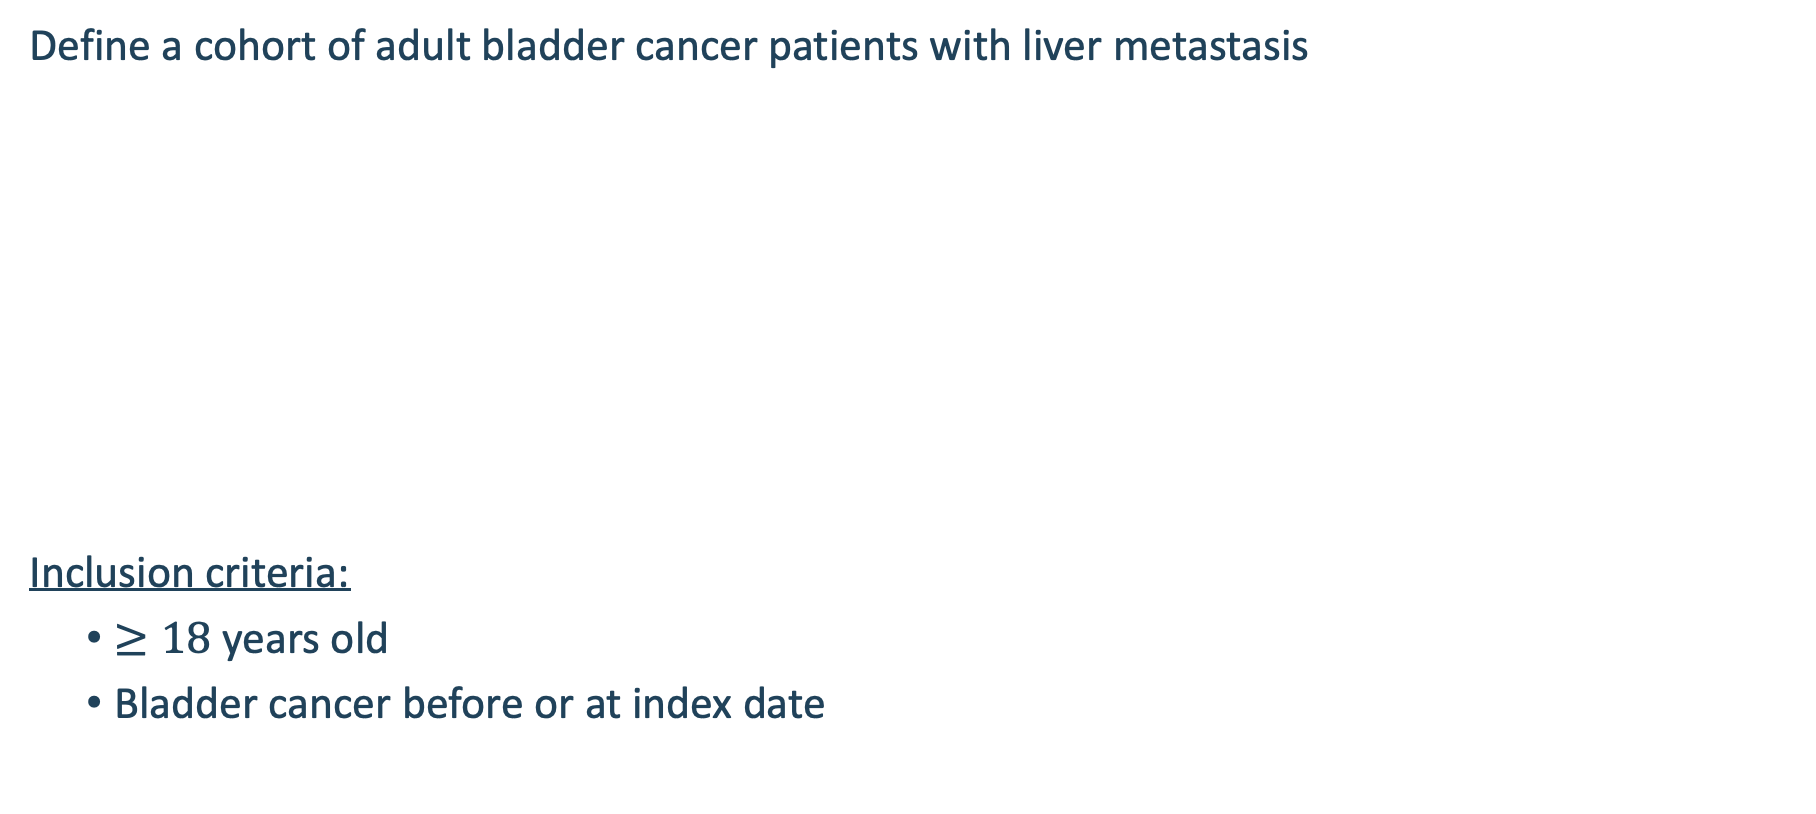 Define a cohort of adult bladder cancer patients with liver metastasis
Inclusion criteria:
• ≥ 18 years old
• Bladder cancer before or at index date